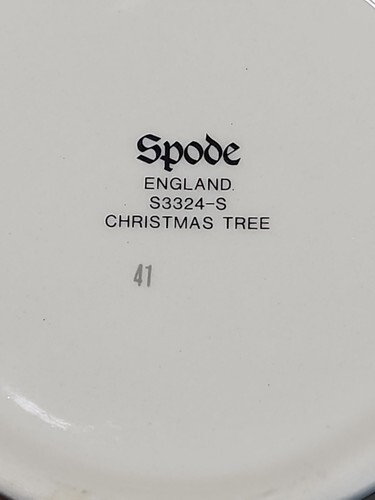 Spode
ENGLAND.
S3324-S
CHRISTMAS TREE
41